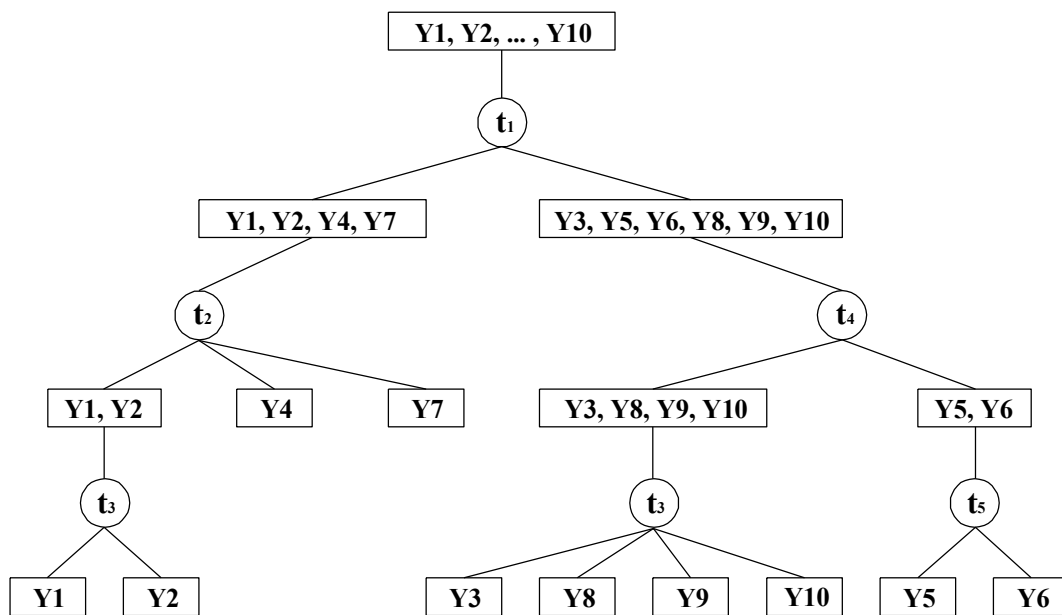 Y1, Y2, ... , Y10
t1
Y1, Y2, Y4, Y7
Y3, Y5, Y6, Y8, Y9, Y10
t2
t4
Y1, Y2
Y4
Y7
Y3, Y8, Y9, Y10
Y5, Y6
t3
t3
t5
Y1
Y2
Y3
Y8
Y9
Y10
Y5
Y6